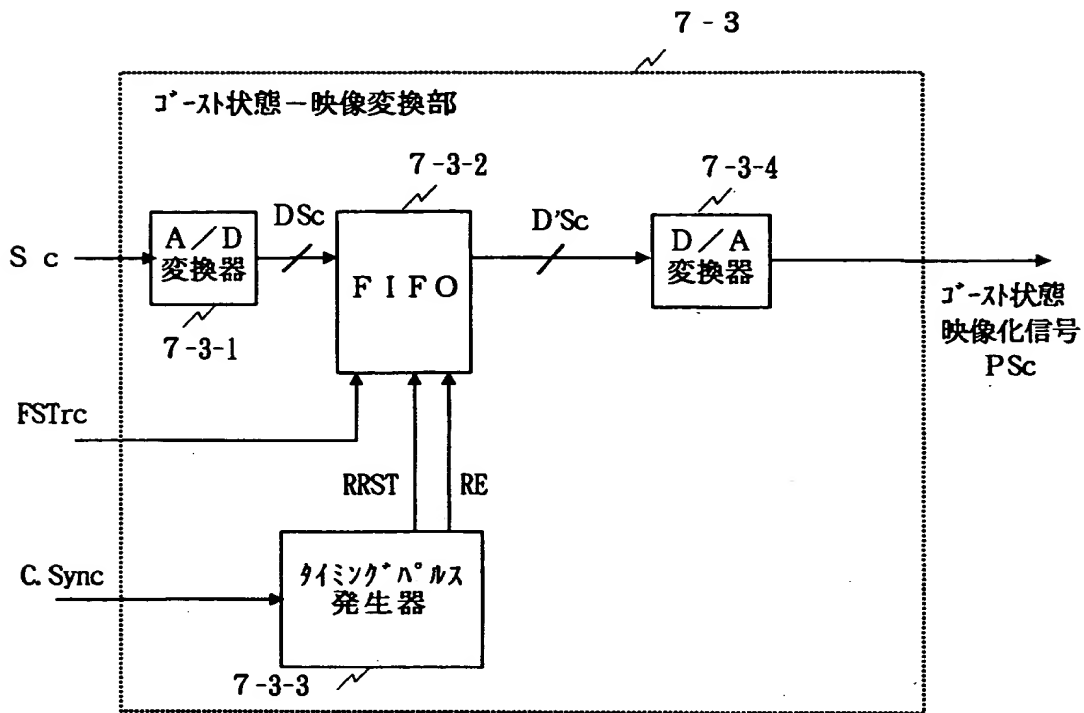 7-3
ｺﾞｰｽﾄ状態－映像変換部
7-3-2
7-3-4
DSc
D'Sc
Sc
A／D
変換器
FIFO
D／A
変換器
7-3-1
ｺﾞｰｽﾄ状態
映像化信号
PSc
FSTrc
RRST
RE
C. Sync
ﾀｲﾐﾝｸﾞﾊﾟﾙｽ
発生器
7-3-3